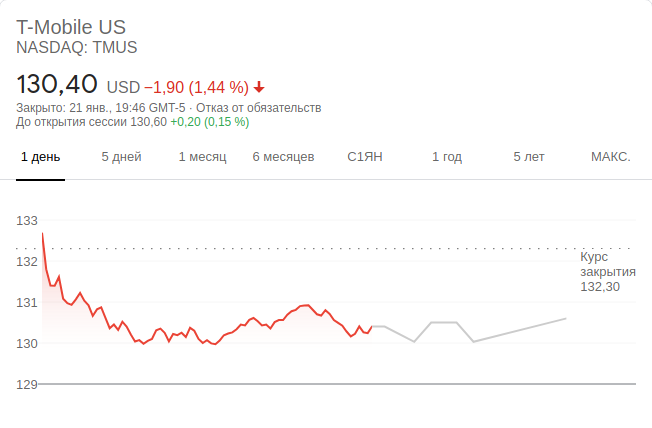 T-Mobile US
NASDAQ: TMUS
130,40 USD −1,90 (1,44 %)
Закрыто: 21 янв., 19:46 GMT-5 · Отказ от обязательств
До открытия сессии 130,60 +0,20 (0,15 %)
1 день 5 дней 1 месяц 6 месяцев С1ЯН 1 год 5 лет МАКС.
133
132
131
130
129
Курс
закрытия
132,30